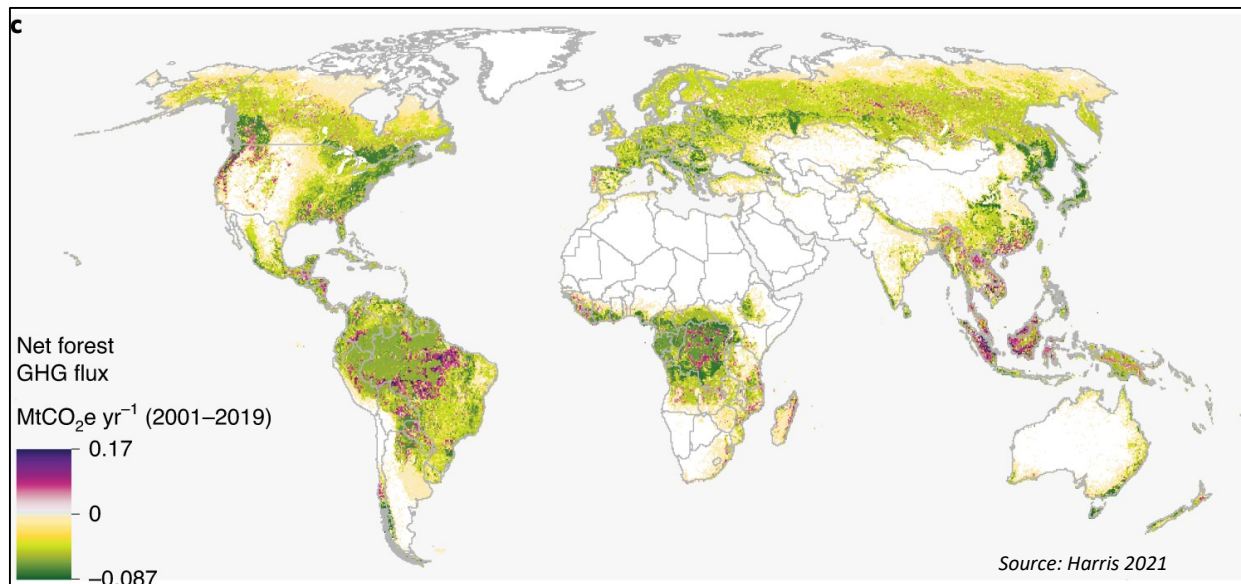 c
Net forest
GHG flux
MtCO₂e yr⁻¹ (2001–2019)
0.17
0
–0.087
Source: Harris 2021